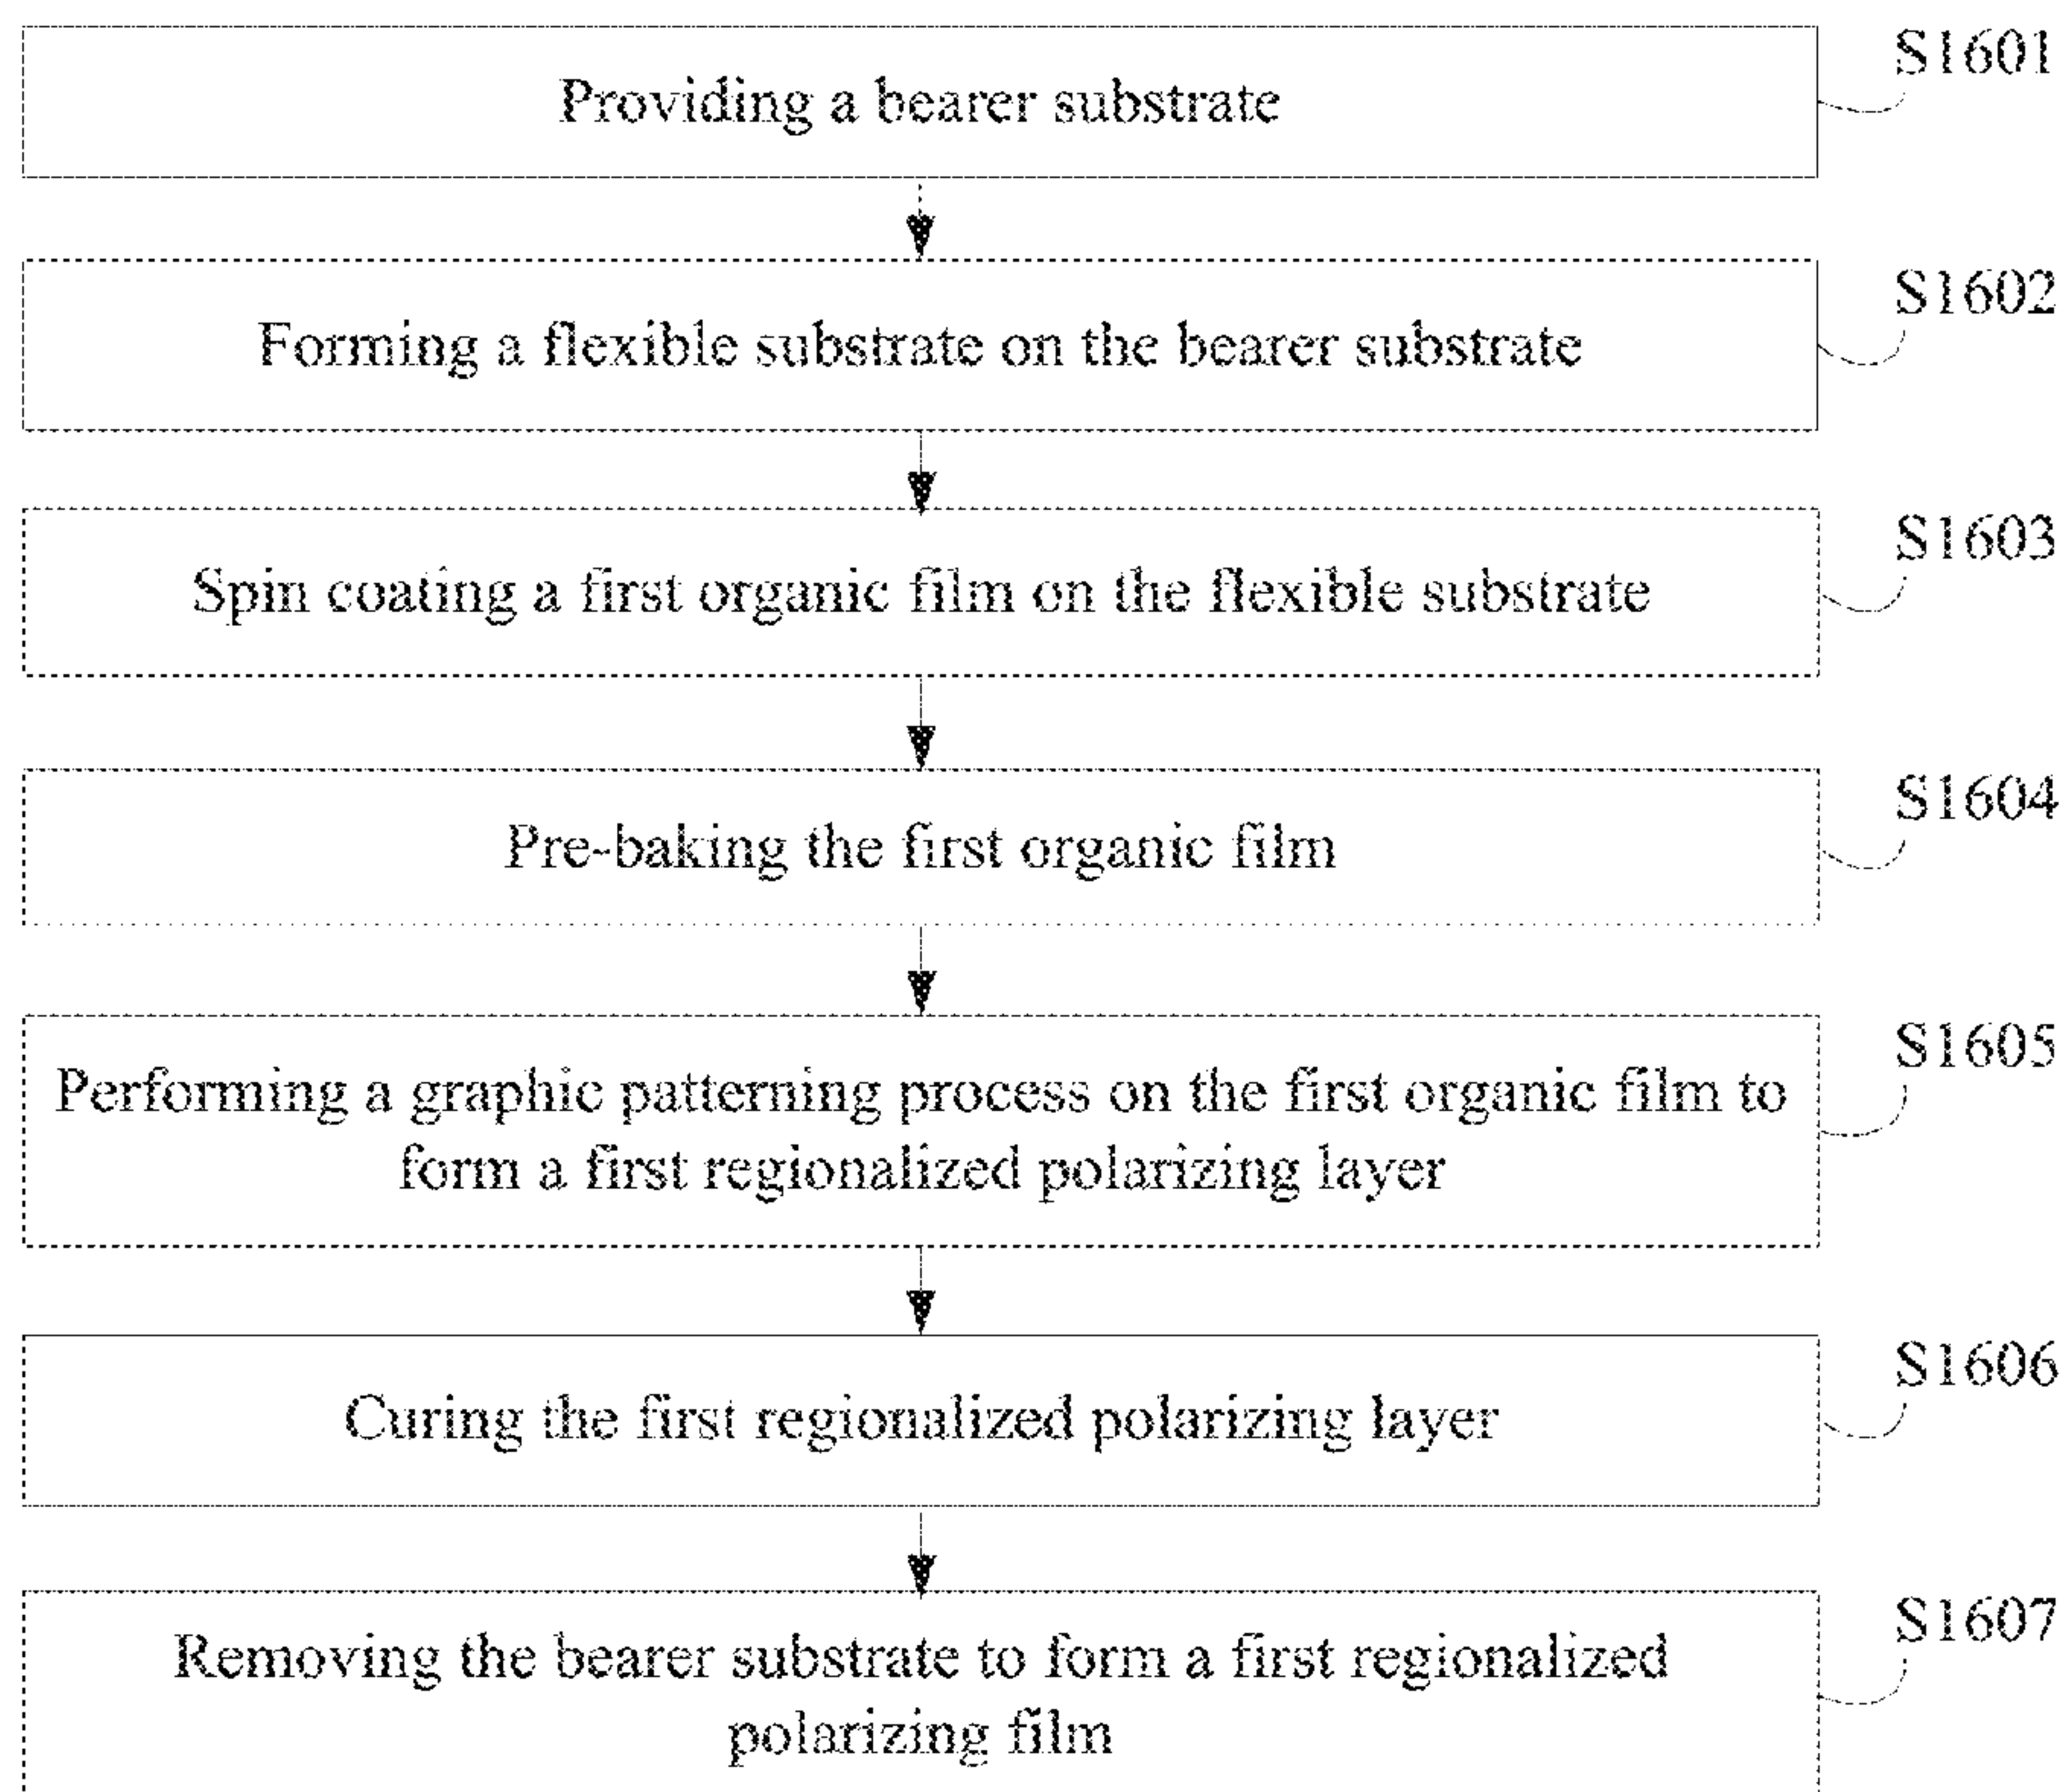 Providing a bearer substrate
S1601
Forming a flexible substrate on the bearer substrate
S1602
Spin coating a first organic film on the flexible substrate
S1603
Pre-baking the first organic film
S1604
Performing a graphic patterning process on the first organic film to
form a first regionalized polarizing layer
S1605
Curing the first regionalized polarizing layer
S1606
Removing the bearer substrate to form a first regionalized
polarizing film
S1607